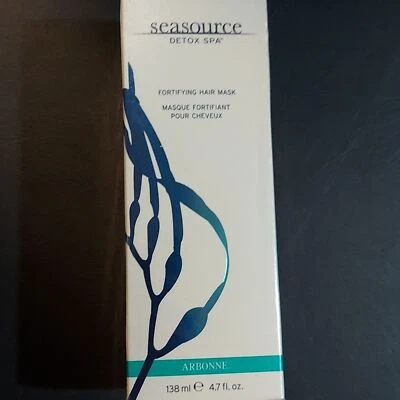 seasource
DETOX SPA®
FORTIFYING HAIR MASK
MASQUE FORTIFIANT
POUR CHEVEUX
ARBONNE
138 ml ℮ 4.7 fl. oz.